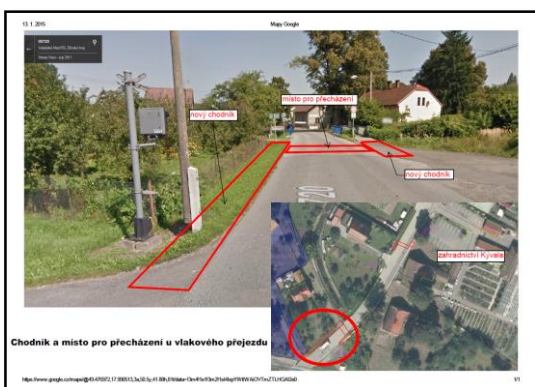 13. 1. 2015
Mapy Google
místo pro přecházení
nový chodník
nový chodník
20
zahradnictví Kývala
Chodník a místo pro přecházení u vlakového přejezdu
1/1